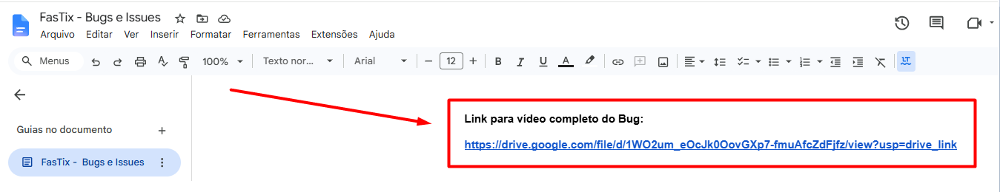 FasTix - Bugs e Issues
Arquivo Editar Ver Inserir Formatar Ferramentas Extensões Ajuda
Menus 100% Texto nor... Arial 12 B I U A LT
Guias no documento
FasTix - Bugs e Issues
Link para vídeo completo do Bug:
https://drive.google.com/file/d/1WO2um_eOcJk0OovGXp7-fmuAfcZdFjfz/view?usp=drive_link